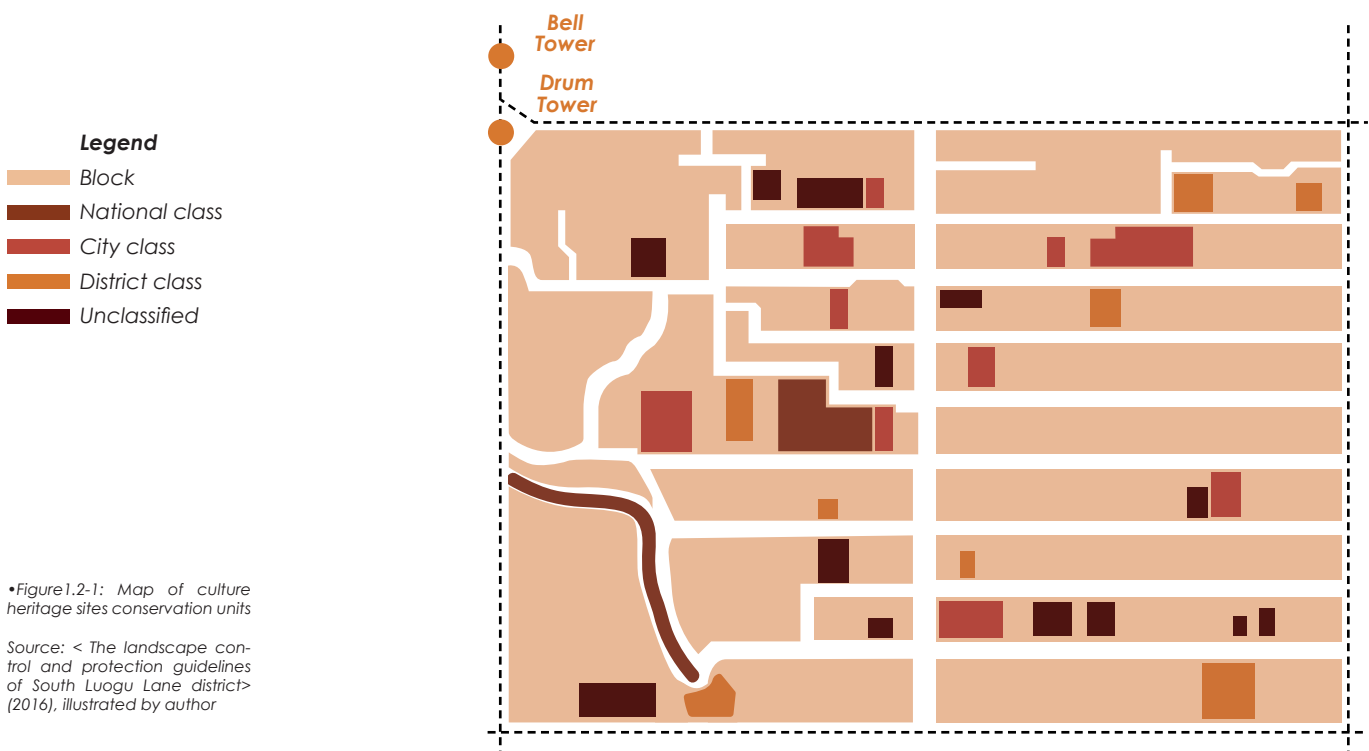 Bell
Tower
Drum
Tower
Legend
Block
National class
City class
District class
Unclassified
•Figure1.2-1: Map of culture
heritage sites conservation units
Source: < The landscape con-
trol and protection guidelines
of South Luogu Lane district>
(2016), illustrated by author